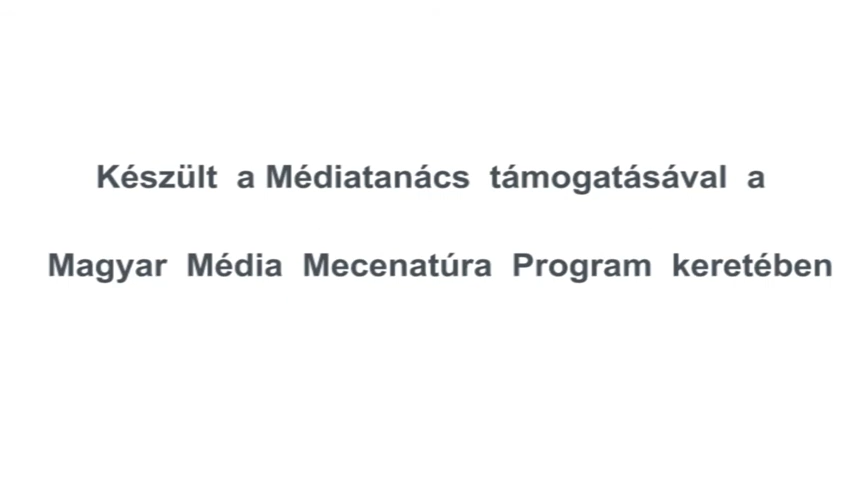 Készült a Médiatanács támogatásával a
Magyar Média Mecenatúra Program keretében